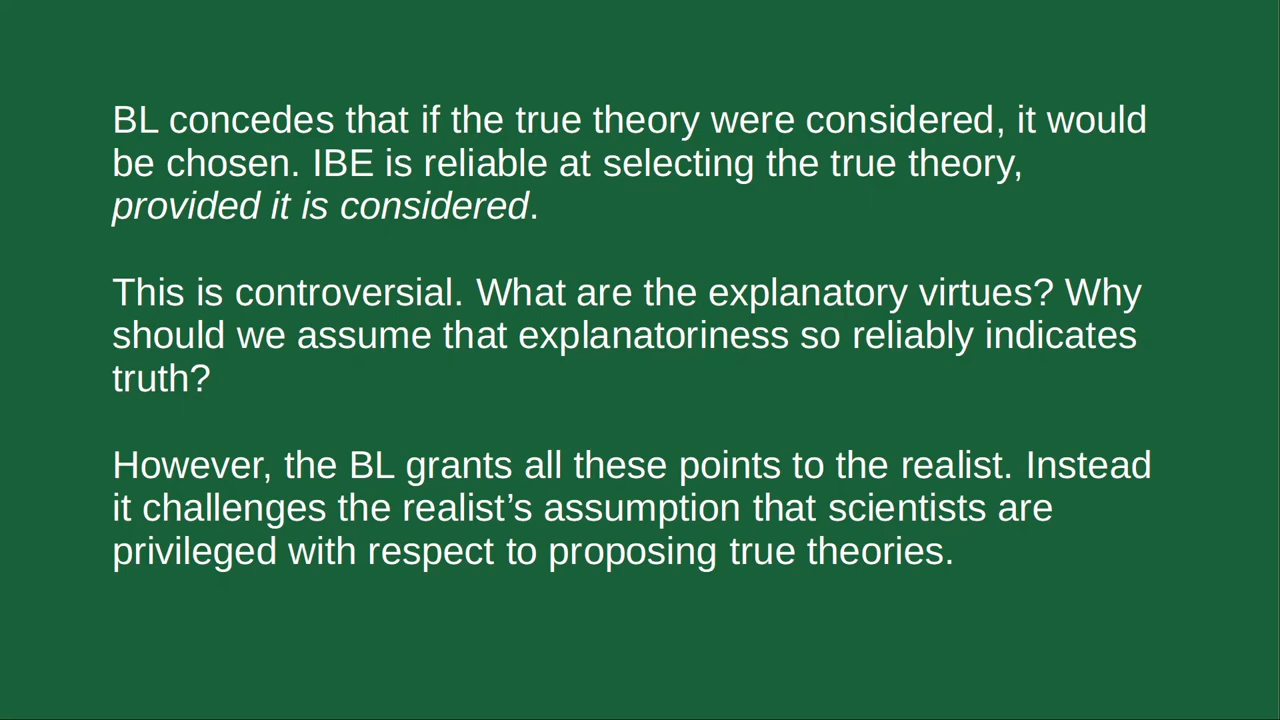 BL concedes that if the true theory were considered, it would
be chosen. IBE is reliable at selecting the true theory,
provided it is considered.
This is controversial. What are the explanatory virtues? Why
should we assume that explanatoriness so reliably indicates
truth?
However, the BL grants all these points to the realist. Instead
it challenges the realist’s assumption that scientists are
privileged with respect to proposing true theories.